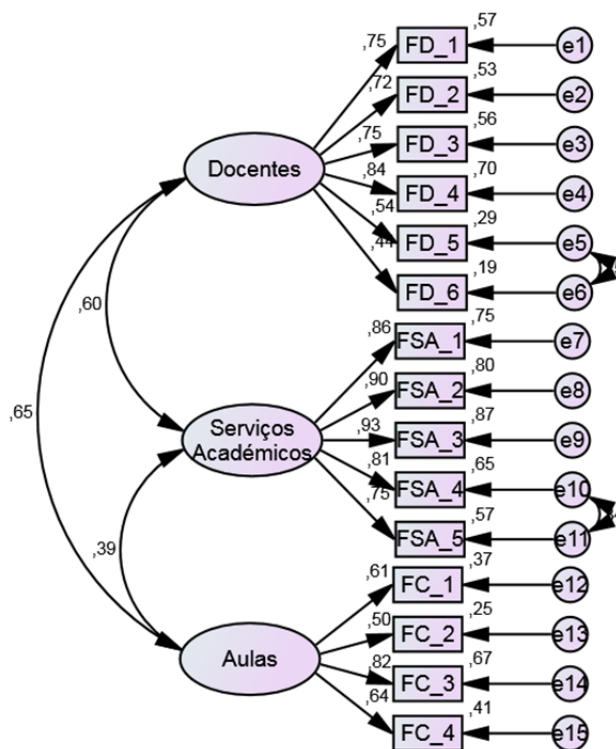 ,75 FD_1 ,57 e1
,72 FD_2 ,53 e2
,75 FD_3 ,56 e3
Docentes
,84 FD_4 ,70 e4
,54 FD_5 ,29 e5
,44 FD_6 ,19 e6
,60
,86 FSA_1 ,75 e7
,90 FSA_2 ,80 e8
,65
Serviços
Académicos
,93 FSA_3 ,87 e9
,81 FSA_4 ,65 e10
,75 FSA_5 ,57 e11
,39
,61 FC_1 ,37 e12
,50 FC_2 ,25 e13
Aulas
,82 FC_3 ,67 e14
,64 FC_4 ,41 e15